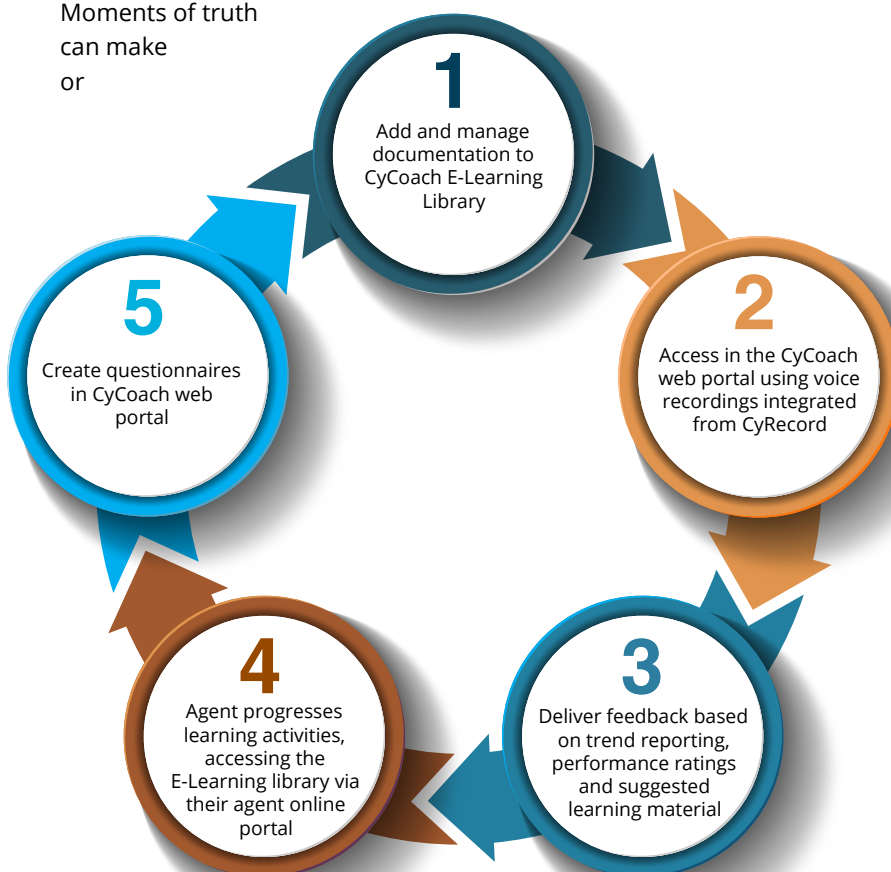 Moments of truth
can make
or
1
Add and manage
documentation to
CyCoach E-Learning
Library
2
Access in the CyCoach
web portal using voice
recordings integrated
from CyRecord
3
Deliver feedback based
on trend reporting,
performance ratings
and suggested
learning material
4
Agent progresses
learning activities,
accessing the
E-Learning library via
their agent online
portal
5
Create questionnaires
in CyCoach web
portal